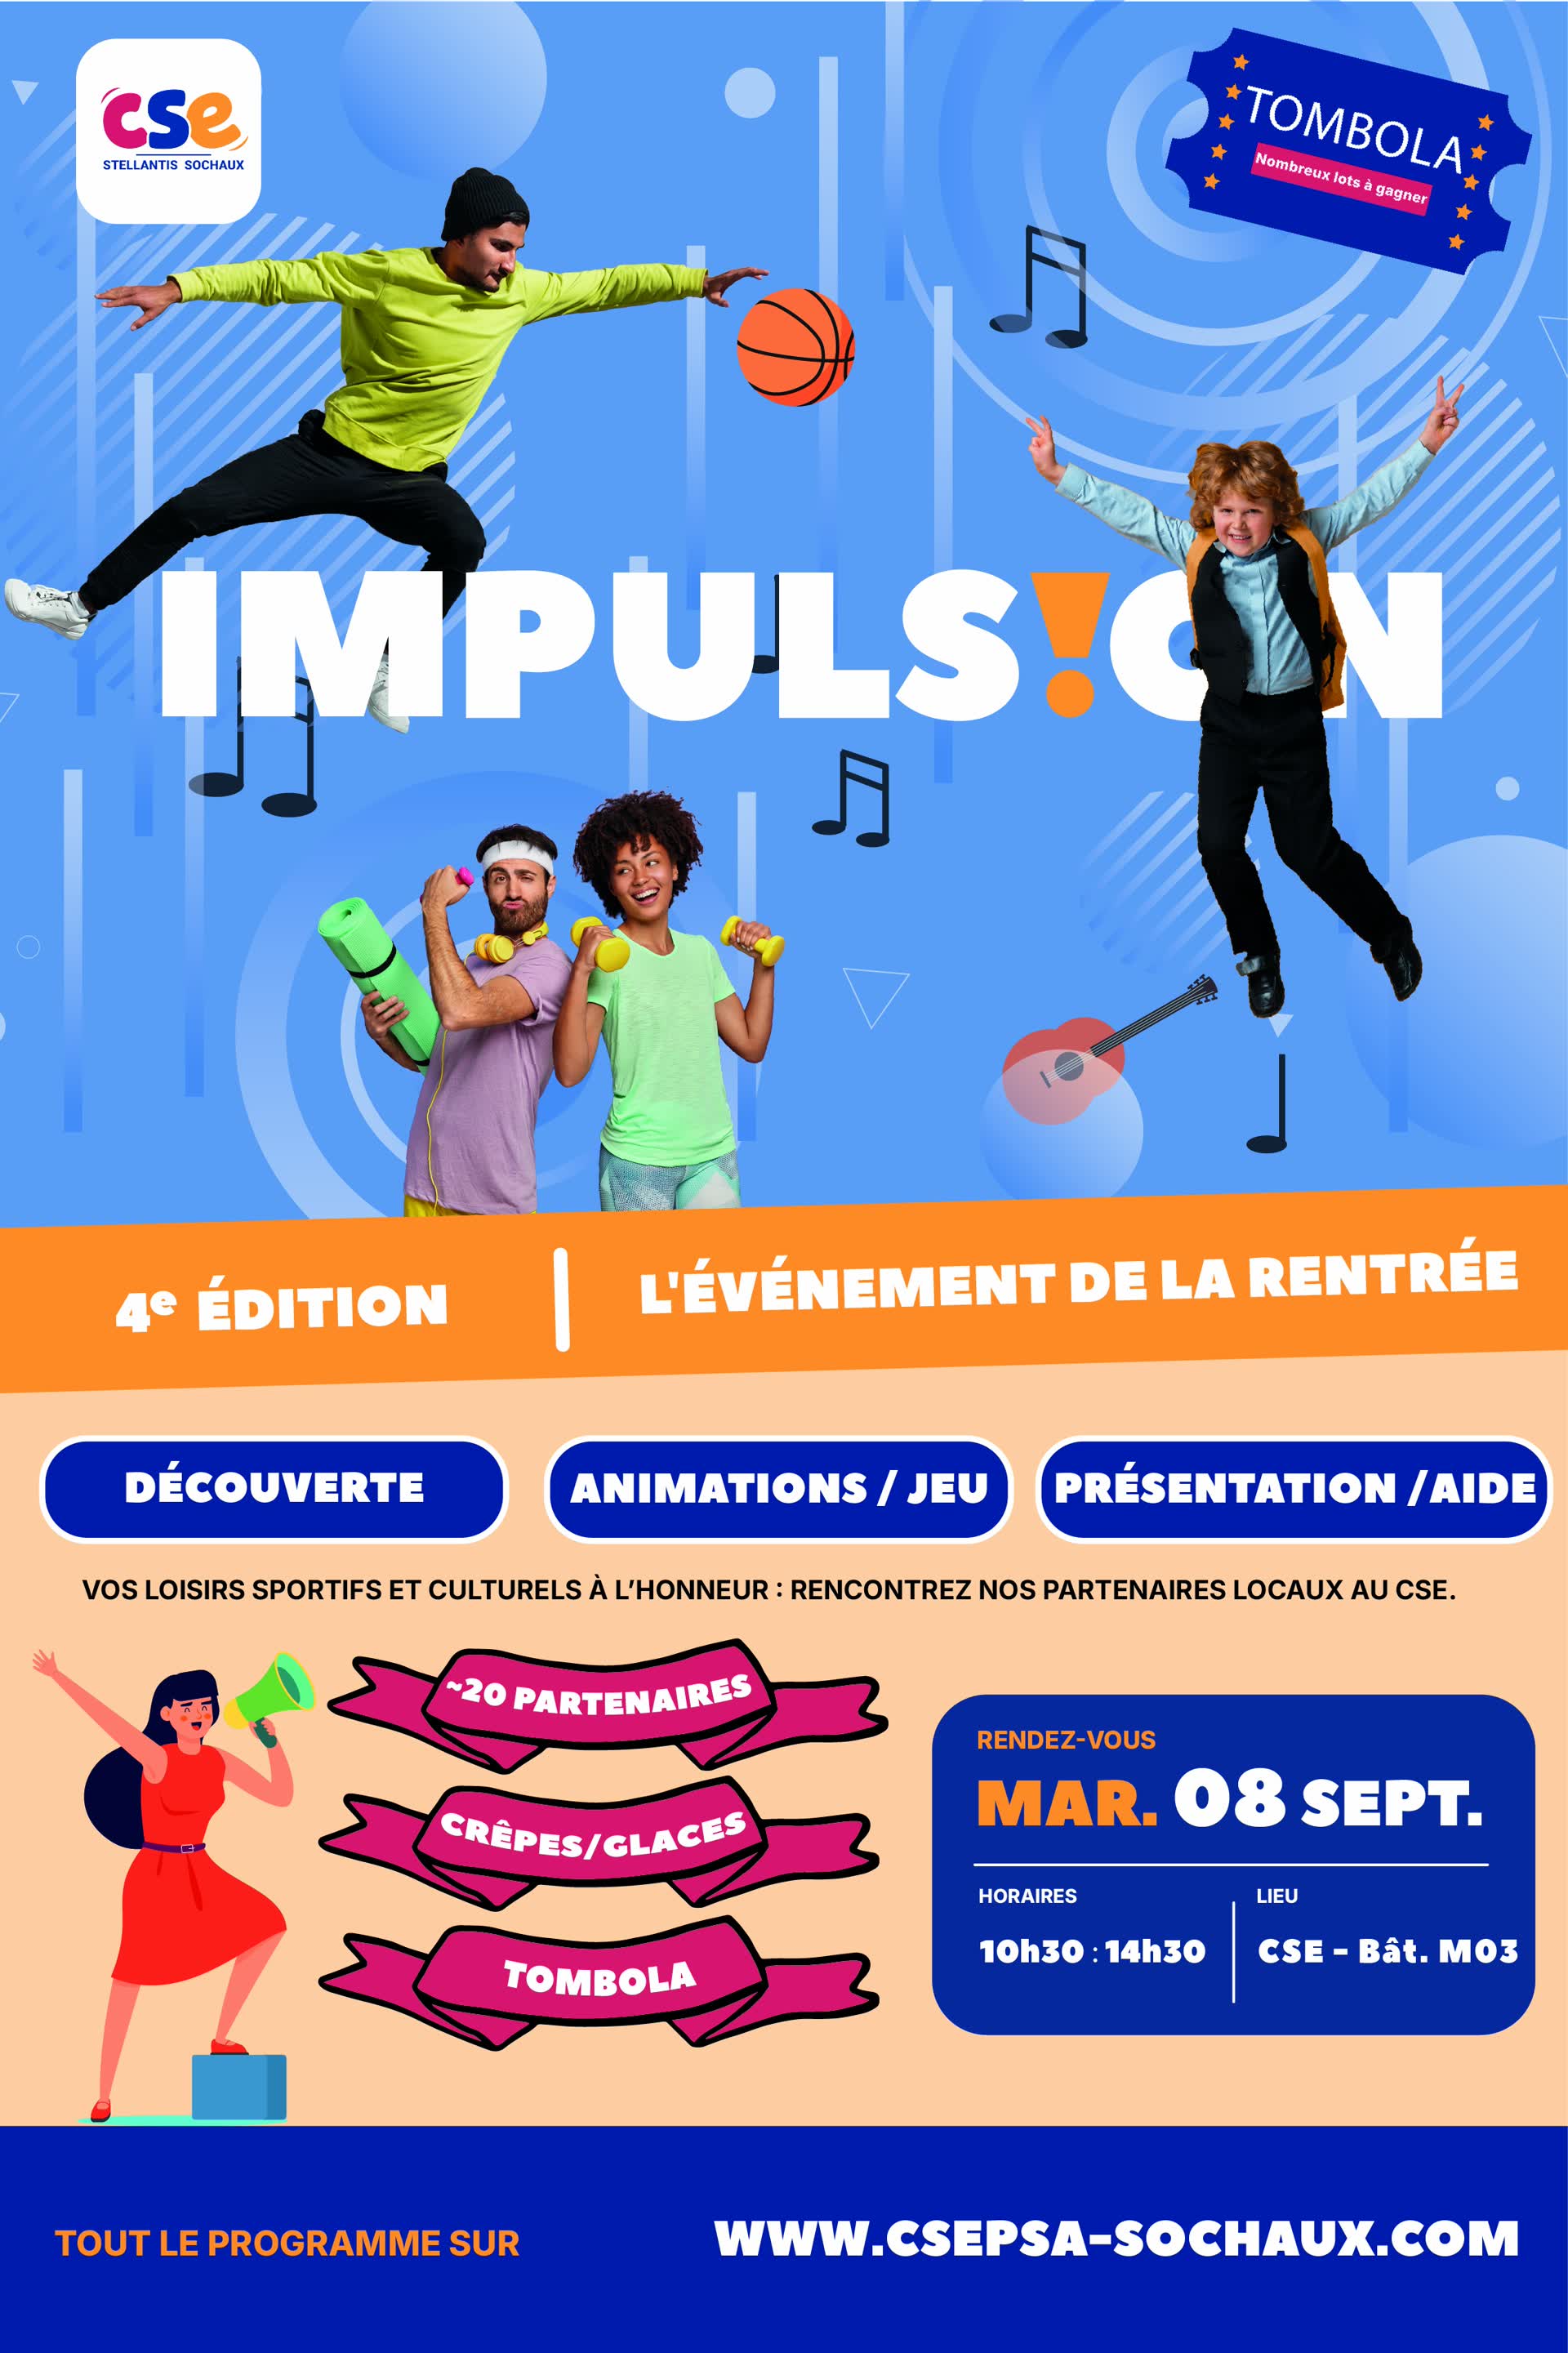 cse
STELLANTIS SOCHAUX
TOMBOLA
Nombreux lots à gagner
IMPULS!ON
4e ÉDITION
L'ÉVÉNEMENT DE LA RENTRÉE
DÉCOUVERTE
ANIMATIONS / JEU
PRÉSENTATION /AIDE
VOS LOISIRS SPORTIFS ET CULTURELS À L’HONNEUR : RENCONTREZ NOS PARTENAIRES LOCAUX AU CSE.
~20 PARTENAIRES
CRÊPES/GLACES
TOMBOLA
RENDEZ-VOUS
MAR. 08 SEPT.
HORAIRES
10h30 : 14h30
LIEU
CSE - Bât. M03
TOUT LE PROGRAMME SUR
WWW.CSEPSA-SOCHAUX.COM